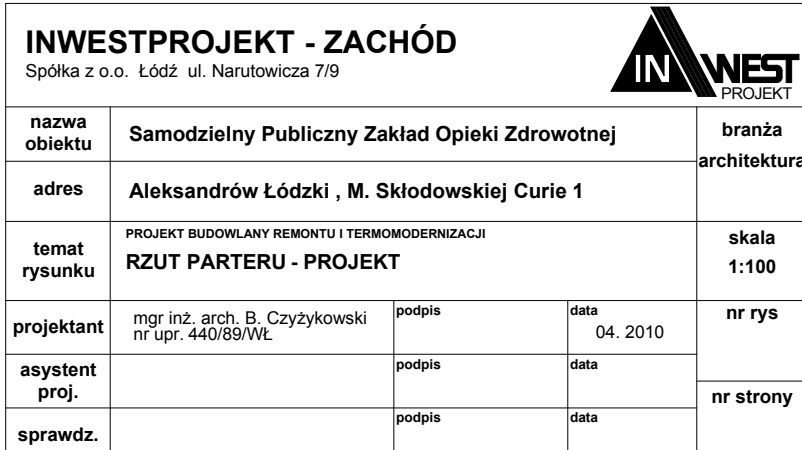 INWESTPROJEKT - ZACHÓD
Spółka z o.o. Łódź ul. Narutowicza 7/9
INWEST
PROJEKT
nazwa
obiektu
Samodzielny Publiczny Zakład Opieki Zdrowotnej
branża
architektura
adres
Aleksandrów Łódzki , M. Skłodowskiej Curie 1
temat
rysunku
PROJEKT BUDOWLANY REMONTU I TERMOMODERNIZACJI
RZUT PARTERU - PROJEKT
skala
1:100
projektant
mgr inż. arch. B. Czyżykowski
nr upr. 440/89/WŁ
podpis
data
04. 2010
nr rys
asystent
proj.
podpis
data
nr strony
sprawdz.
podpis
data